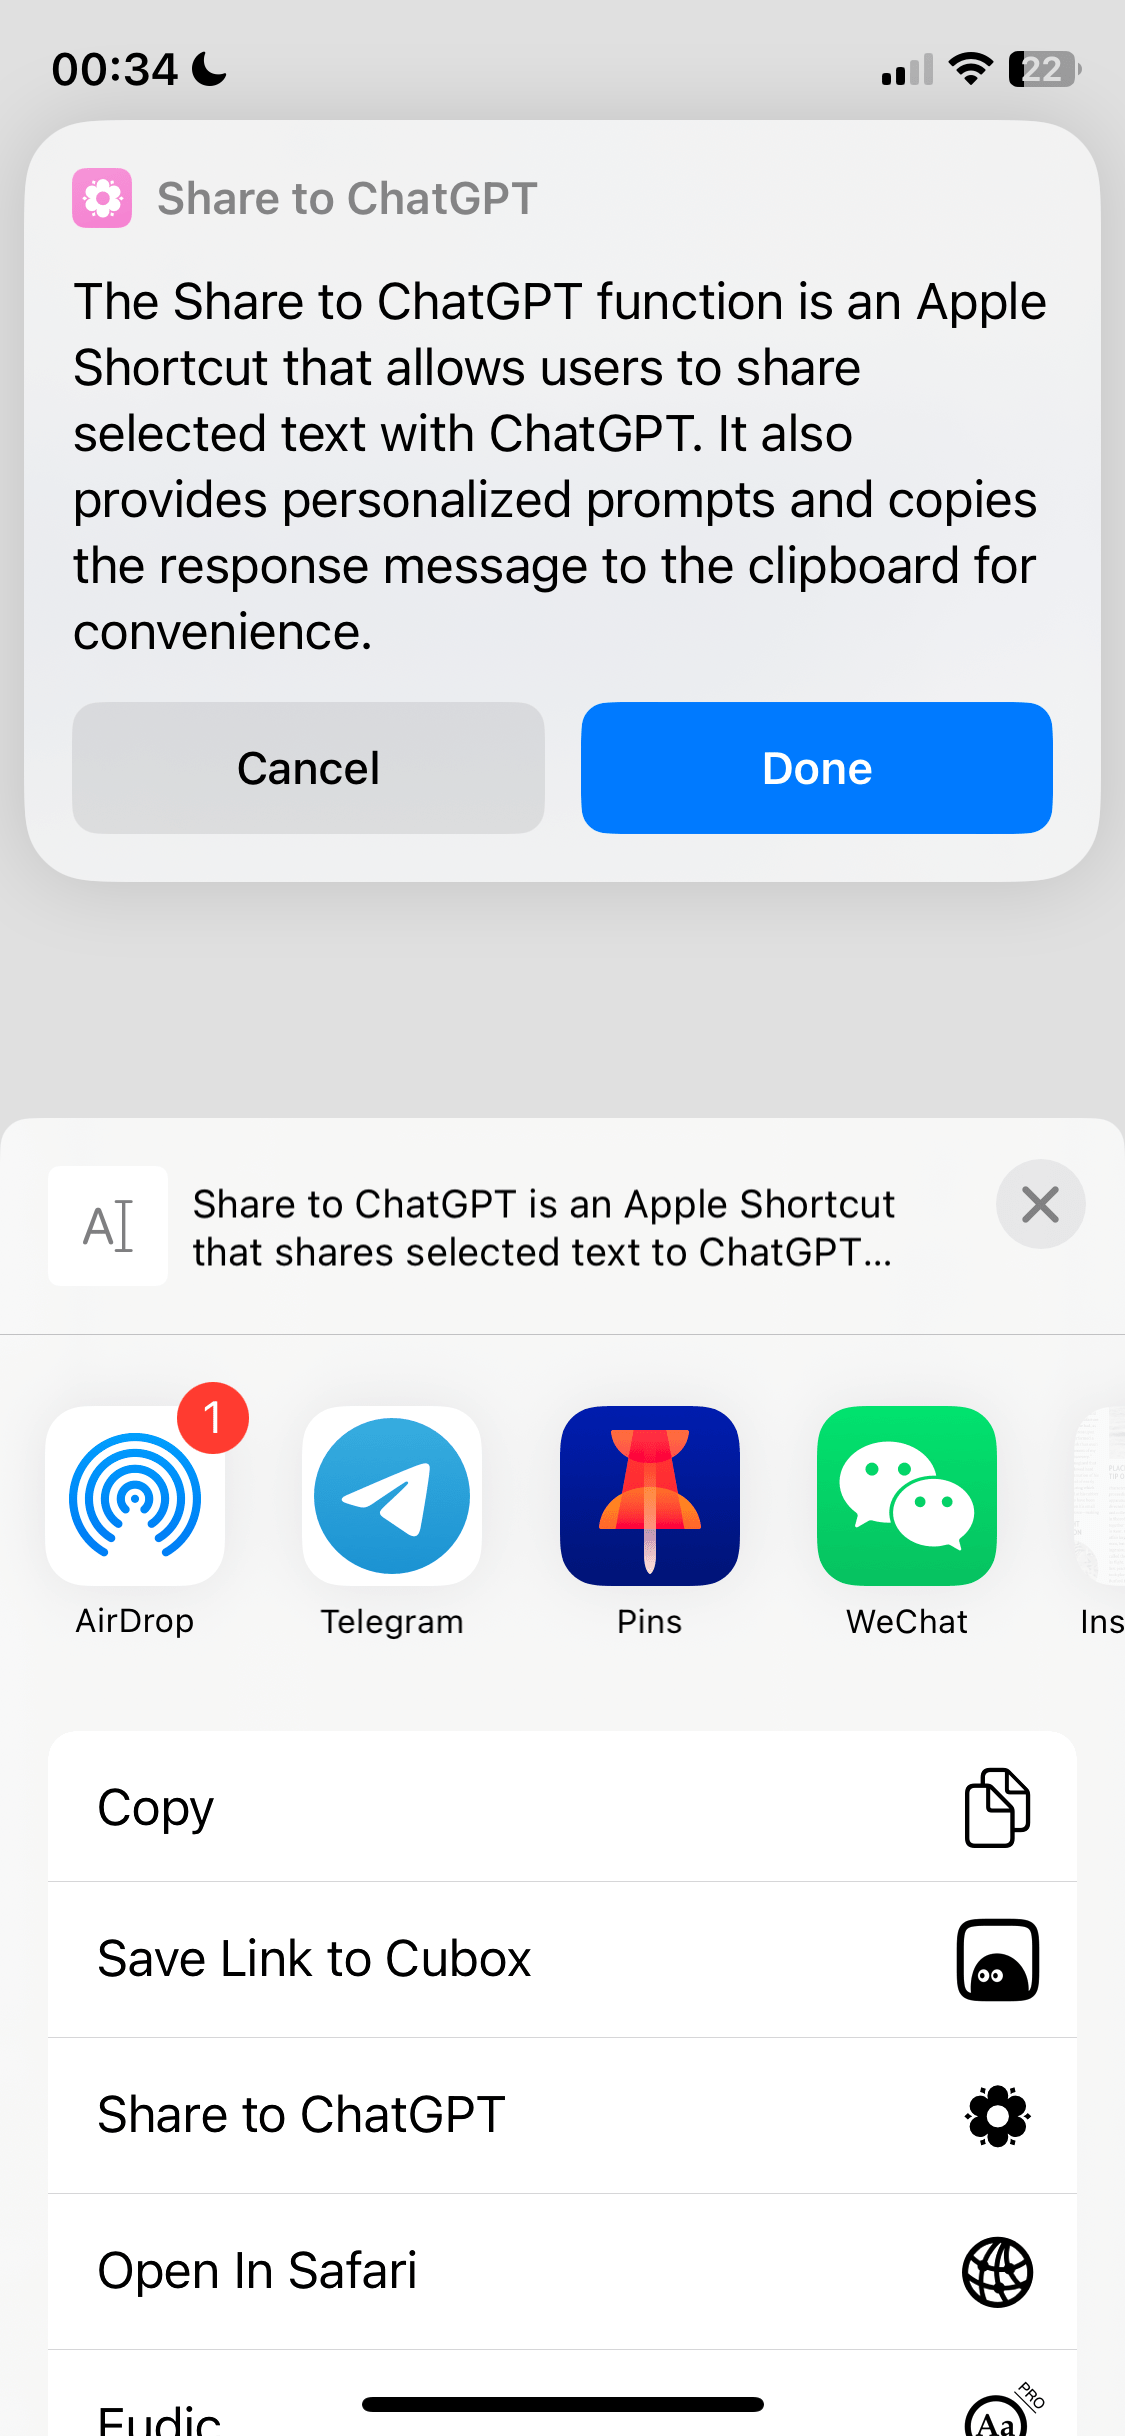 00:34
22
Share to ChatGPT
The Share to ChatGPT function is an Apple
Shortcut that allows users to share
selected text with ChatGPT. It also
provides personalized prompts and copies
the response message to the clipboard for
convenience.
Cancel
Done
A
Share to ChatGPT is an Apple Shortcut
that shares selected text to ChatGPT...
1
AirDrop
Telegram
Pins
WeChat
Ins
Copy
Save Link to Cubox
Share to ChatGPT
Open In Safari
Eudic
PRO
Aa